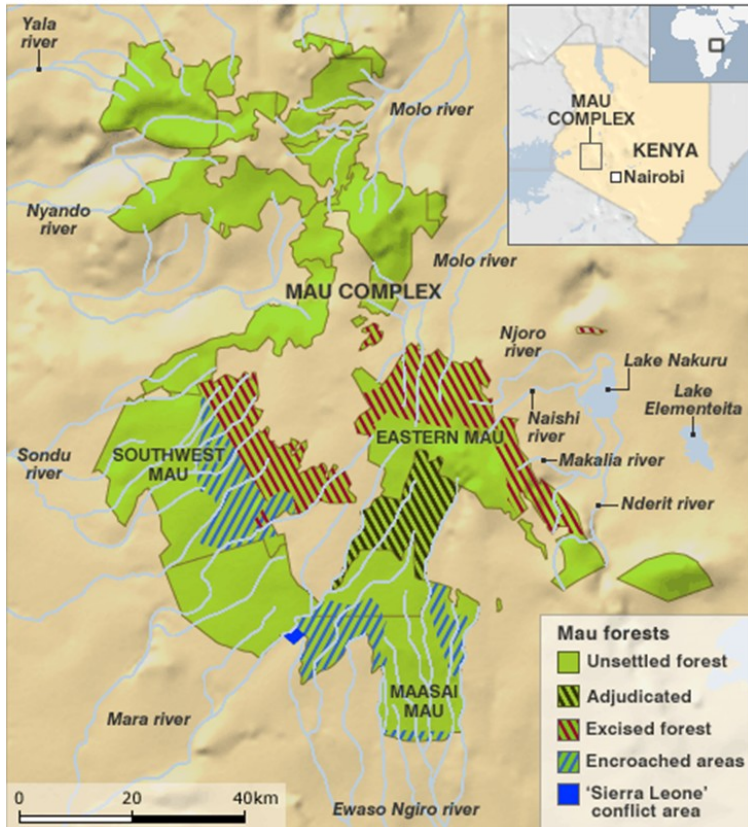 Yala
river
Molo river
MAU
COMPLEX
KENYA
Nairobi
Nyando
river
Molo river
MAU COMPLEX
Njoro
river
Lake Nakuru
Lake
Elementeita
Naishi
river
SOUTHWEST
MAU
EASTERN MAU
Sondu
river
Makalia river
Nderit river
Mau forests
Unsettled forest
Adjudicated
Excised forest
Encroached areas
'Sierra Leone'
conflict area
MAASAI
MAU
Mara river
0 20 40km
Ewaso Ngiro river